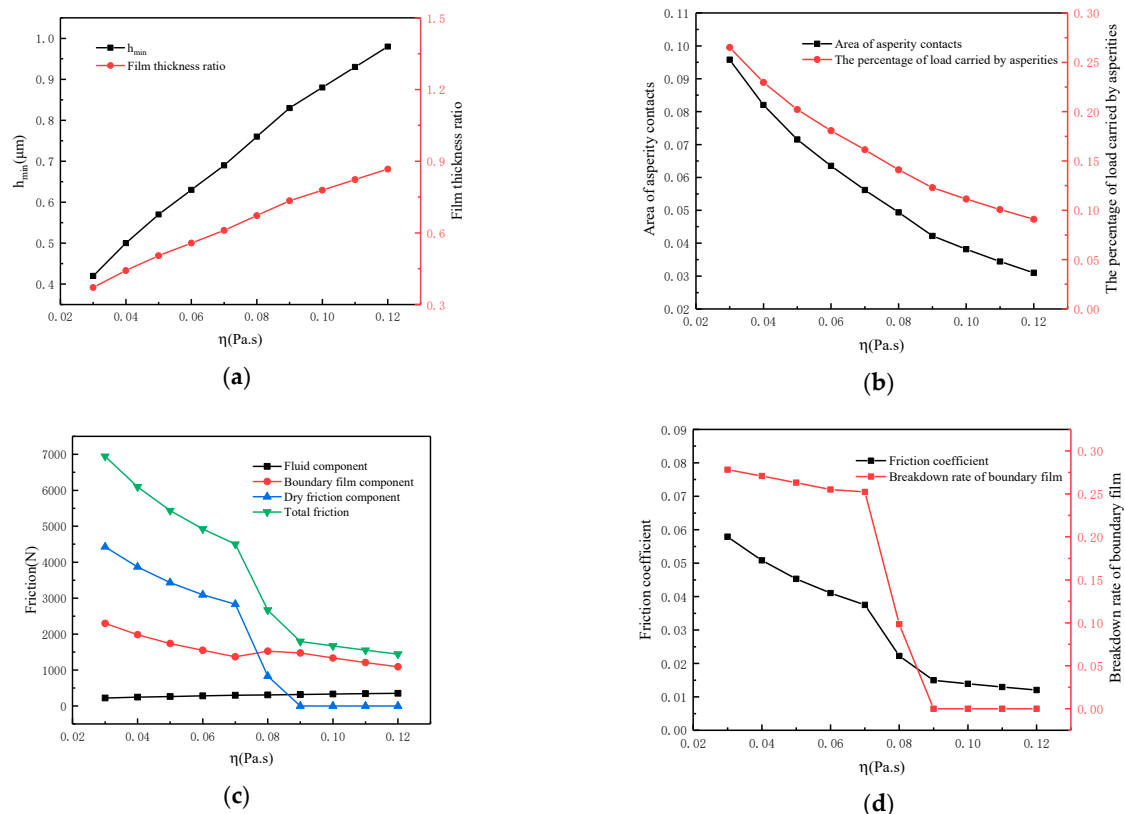 1.0
0.9
0.8
0.7
0.6
0.5
0.4
h_min(μm)
h_min
Film thickness ratio
1.5
1.2
0.9
0.6
0.3
Film thickness ratio
0.02 0.04 0.06 0.08 0.10 0.12
η(Pa.s)
(a)
0.10
0.09
0.08
0.07
0.06
0.05
0.04
0.03
0.02
Area of asperity contacts
Area of asperity contacts
The percentage of load carried by asperities
0.30
0.25
0.20
0.15
0.10
0.05
0.00
The percentage of load carried by asperities
0.02 0.04 0.06 0.08 0.10 0.12
η(Pa.s)
(b)
7000
6000
5000
4000
3000
2000
1000
0
Friction(N)
Fluid component
Boundary film component
Dry friction component
Total friction
0.02 0.04 0.06 0.08 0.10 0.12
η(Pa.s)
(c)
0.09
0.08
0.07
0.06
0.05
0.04
0.03
0.02
0.01
0.00
Friction coefficient
Friction coefficient
Breakdown rate of boundary film
0.30
0.25
0.20
0.15
0.10
0.05
0.00
Breakdown rate of boundary film
0.02 0.04 0.06 0.08 0.10 0.12
η(Pa.s)
(d)